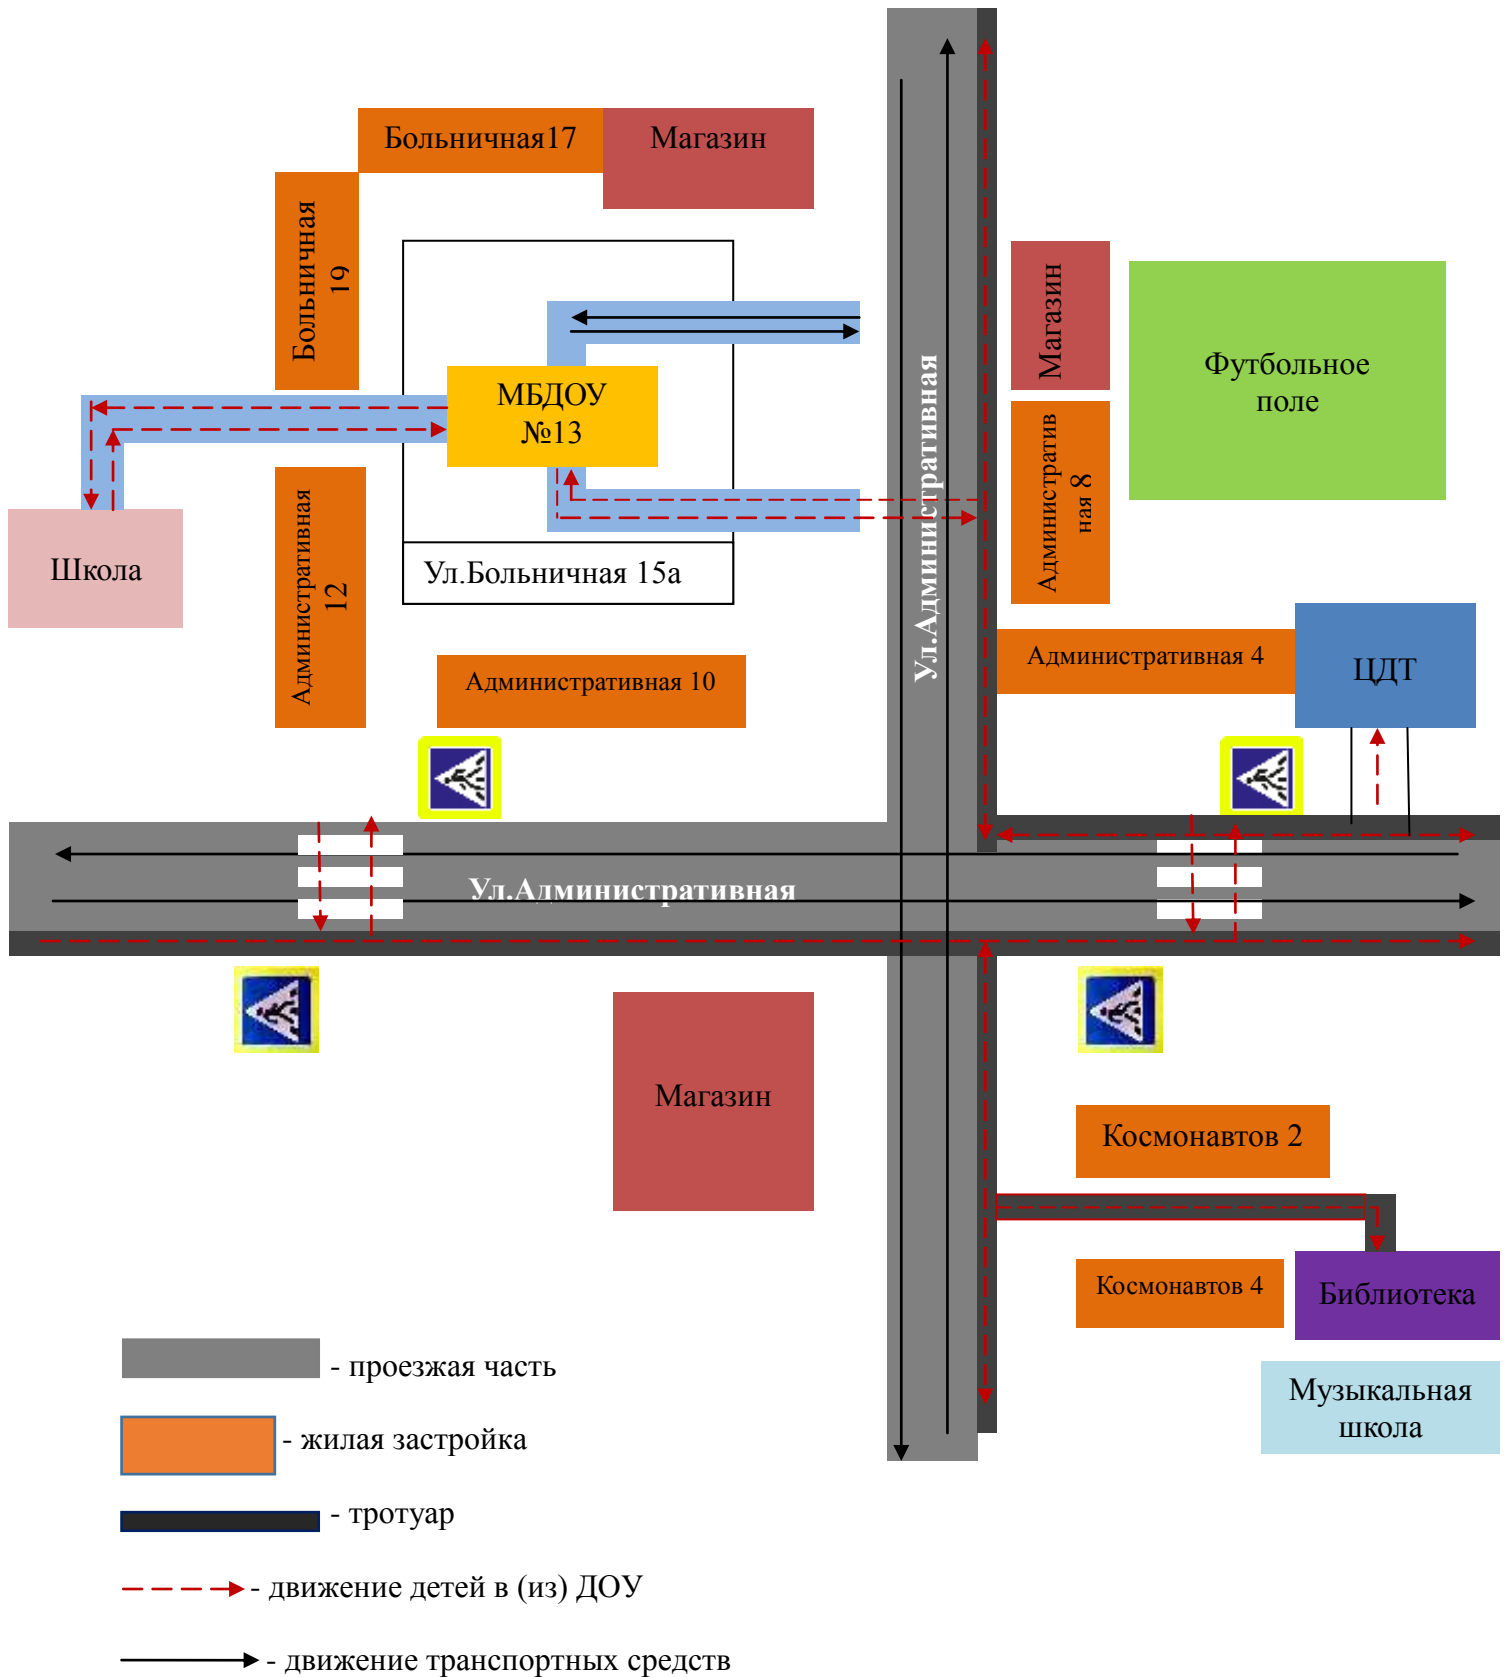 Больничная17
Магазин
Больничная
19
Магазин
Футбольное
поле
МБДОУ
№13
Ул.Административная
Административ
ная 8
Административная
12
Школа
Ул.Больничная 15а
Административная 4
ЦДТ
Административная 10
Ул.Административная
Магазин
Космонавтов 2
Космонавтов 4
Библиотека
Музыкальная
школа
- проезжая часть
- жилая застройка
- тротуар
- движение детей в (из) ДОУ
- движение транспортных средств